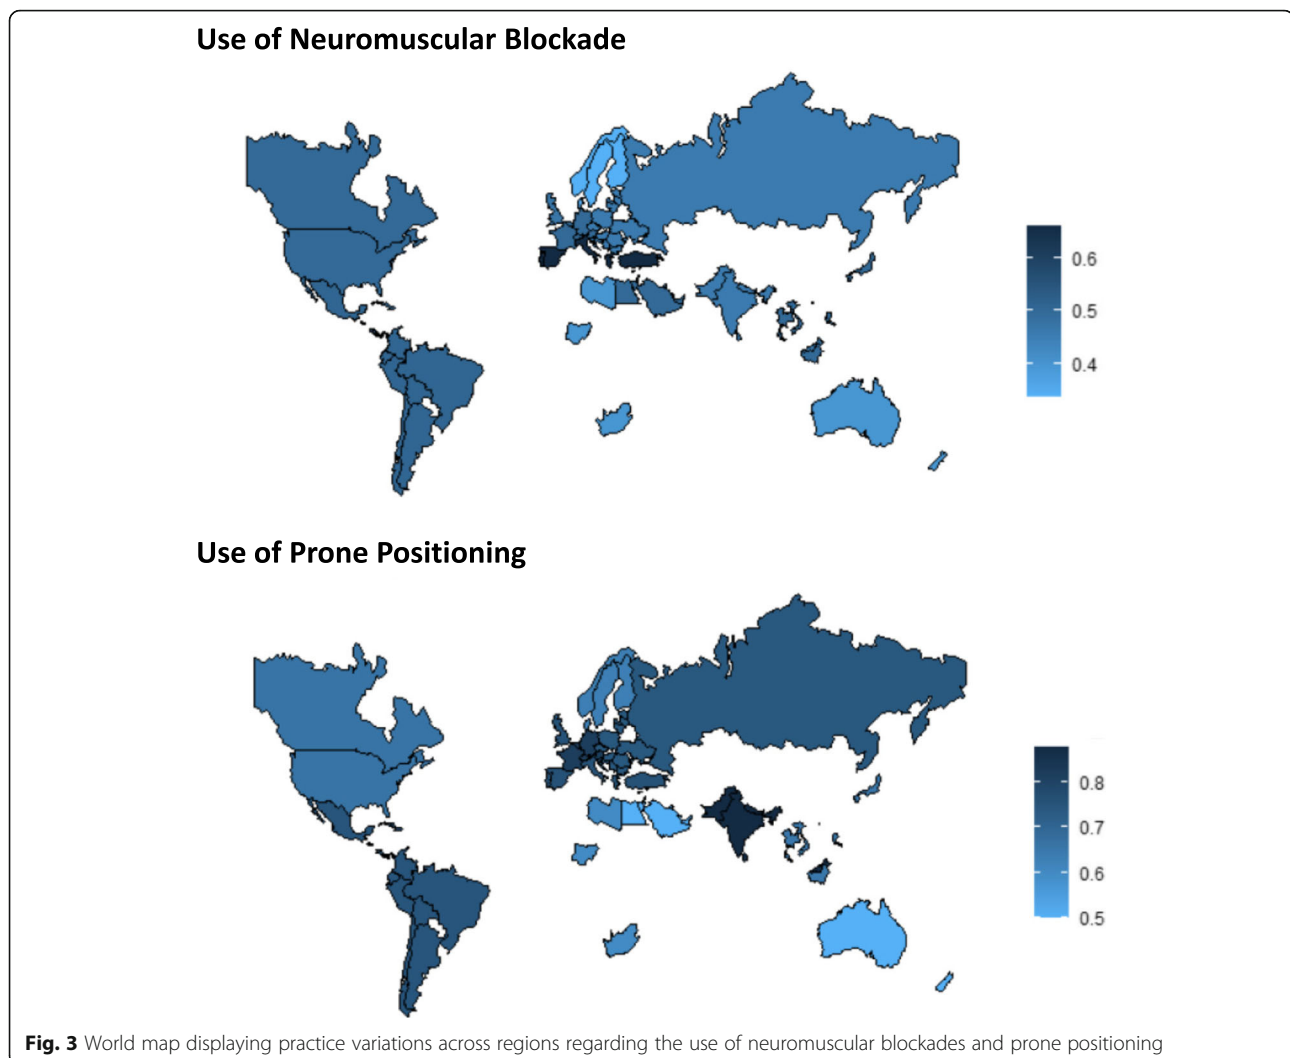 Use of Neuromuscular Blockade
0.6
0.5
0.4
Use of Prone Positioning
0.8
0.7
0.6
0.5
Fig. 3 World map displaying practice variations across regions regarding the use of neuromuscular blockades and prone positioning